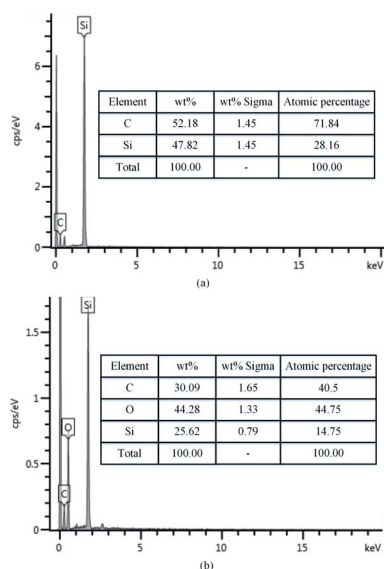 Si
6
4
2
0
cps/eV
C
Element wt% wt% Sigma Atomic percentage
C 52.18 1.45 71.84
Si 47.82 1.45 28.16
Total 100.00 - 100.00
0 5 10 15 keV
(a)
Si
1.5
1
0.5
0
cps/eV
O
C
Element wt% wt% Sigma Atomic percentage
C 30.09 1.65 40.5
O 44.28 1.33 44.75
Si 25.62 0.79 14.75
Total 100.00 - 100.00
0 5 10 15 keV
(b)